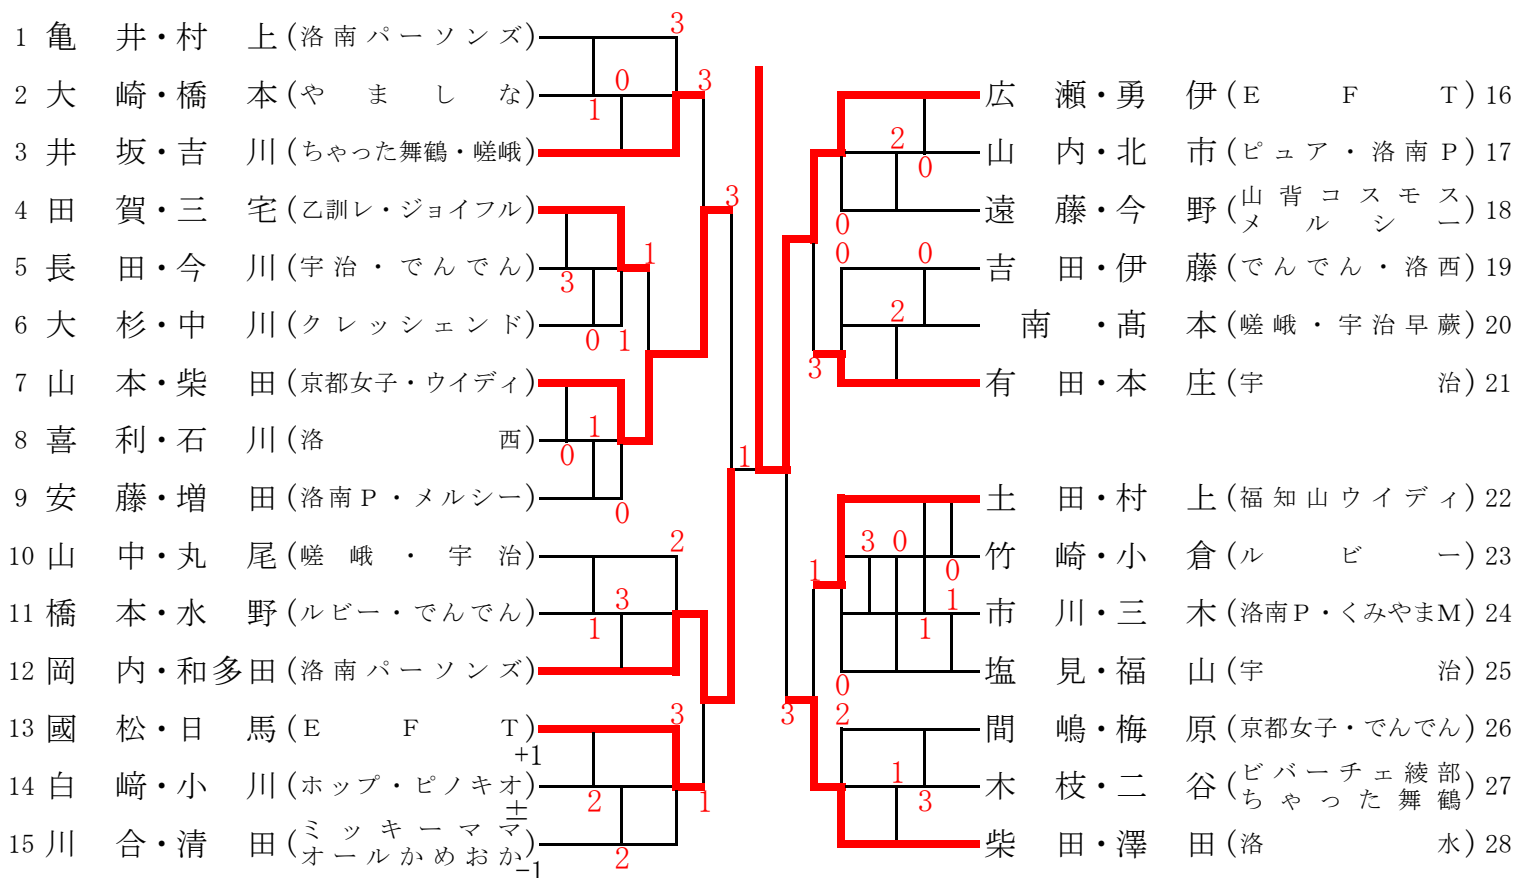 1 亀井・村上(洛南パーソンズ)
2 大崎・橋本(やましな)
3 井坂・吉川(ちゃった舞鶴・嵯峨)
4 田賀・三宅(乙訓レ・ジョイフル)
5 長田・今川(宇治・でんでん)
6 大杉・中川(クレッシェンド)
7 山本・柴田(京都女子・ウイディ)
8 喜利・石川(洛西)
9 安藤・増田(洛南P・メルシー)
10 山中・丸尾(嵯峨・宇治)
11 橋本・水野(ルビー・でんでん)
12 岡内・和多田(洛南パーソンズ)
13 國松・日馬(EFT)
+1
14 白﨑・小川(ホップ・ピノキオ)
±
15 川合・清田(ミッキーママ
オールかめおか)
-1
3
0
3
1
3
1
3
0 1
1
0
0
2
3
1
3
2
1
2
1
広瀬・勇伊(EFT)16
山内・北市(ピュア・洛南P)17
遠藤・今野(山背コスモス
メルシー)18
吉田・伊藤(でんでん・洛西)19
南・髙本(嵯峨・宇治早蕨)20
有田・本庄(宇治)21
土田・村上(福知山ウイディ)22
竹崎・小倉(ルビー)23
市川・三木(洛南P・くみやまM)24
塩見・福山(宇治)25
間嶋・梅原(京都女子・でんでん)26
木枝・二谷(ビバーチェ綾部
ちゃった舞鶴)27
柴田・澤田(洛水)28
2
0
0
0
0
2
3
3 0
1
0
1
1
0
3
2
1
3